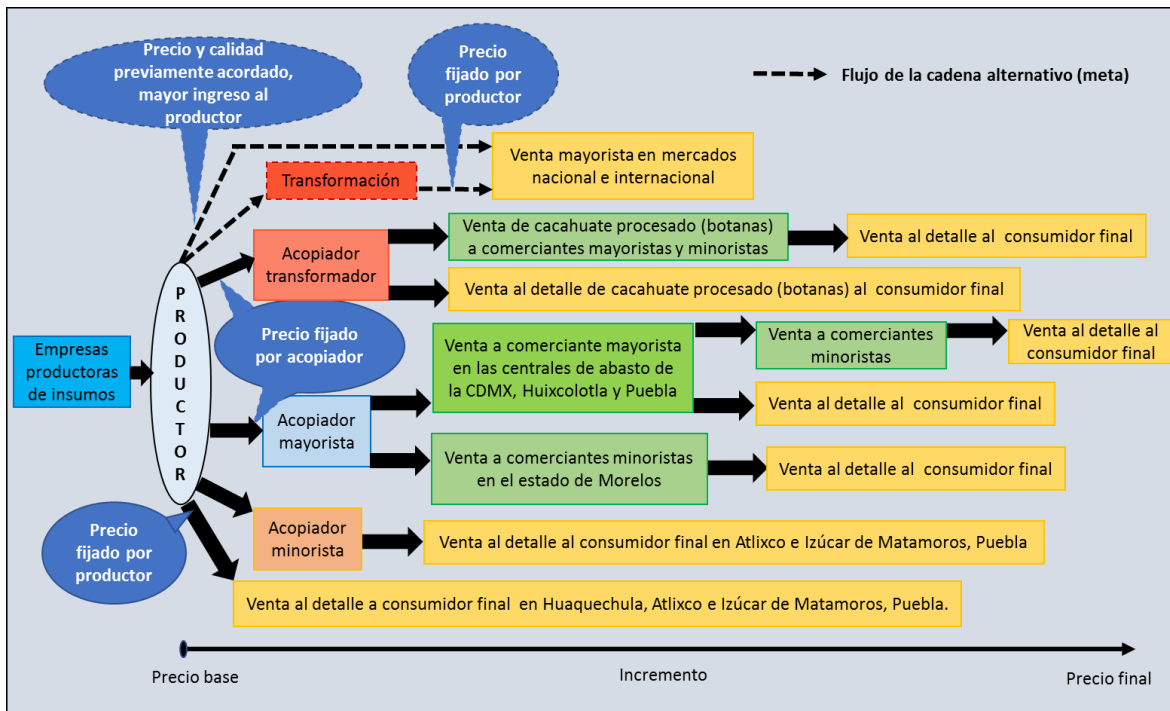 Precio y calidad
previamente acordado,
mayor ingreso al
productor
Precio
fijado por
productor
Flujo de la cadena alternativo (meta)
Transformación
Venta mayorista en mercados
nacional e internacional
Acopiador
transformador
Venta de cacahuate procesado (botanas)
a comerciantes mayoristas y minoristas
Venta al detalle al consumidor final
Venta al detalle de cacahuate procesado (botanas) al consumidor final
Empresas
productoras
de insumos
PRODUCTOR
Precio fijado
por acopiador
Venta a comerciante mayorista
en las centrales de abasto de
la CDMX, Huixcolotla y Puebla
Venta a comerciantes
minoristas
Venta al detalle al
consumidor final
Venta al detalle al consumidor final
Acopiador
mayorista
Venta a comerciantes minoristas
en el estado de Morelos
Venta al detalle al consumidor final
Precio
fijado por
productor
Acopiador
minorista
Venta al detalle al consumidor final en Atlixco e Izúcar de Matamoros, Puebla
Venta al detalle a consumidor final en Huaquechula, Atlixco e Izúcar de Matamoros, Puebla.
Precio base
Incremento
Precio final